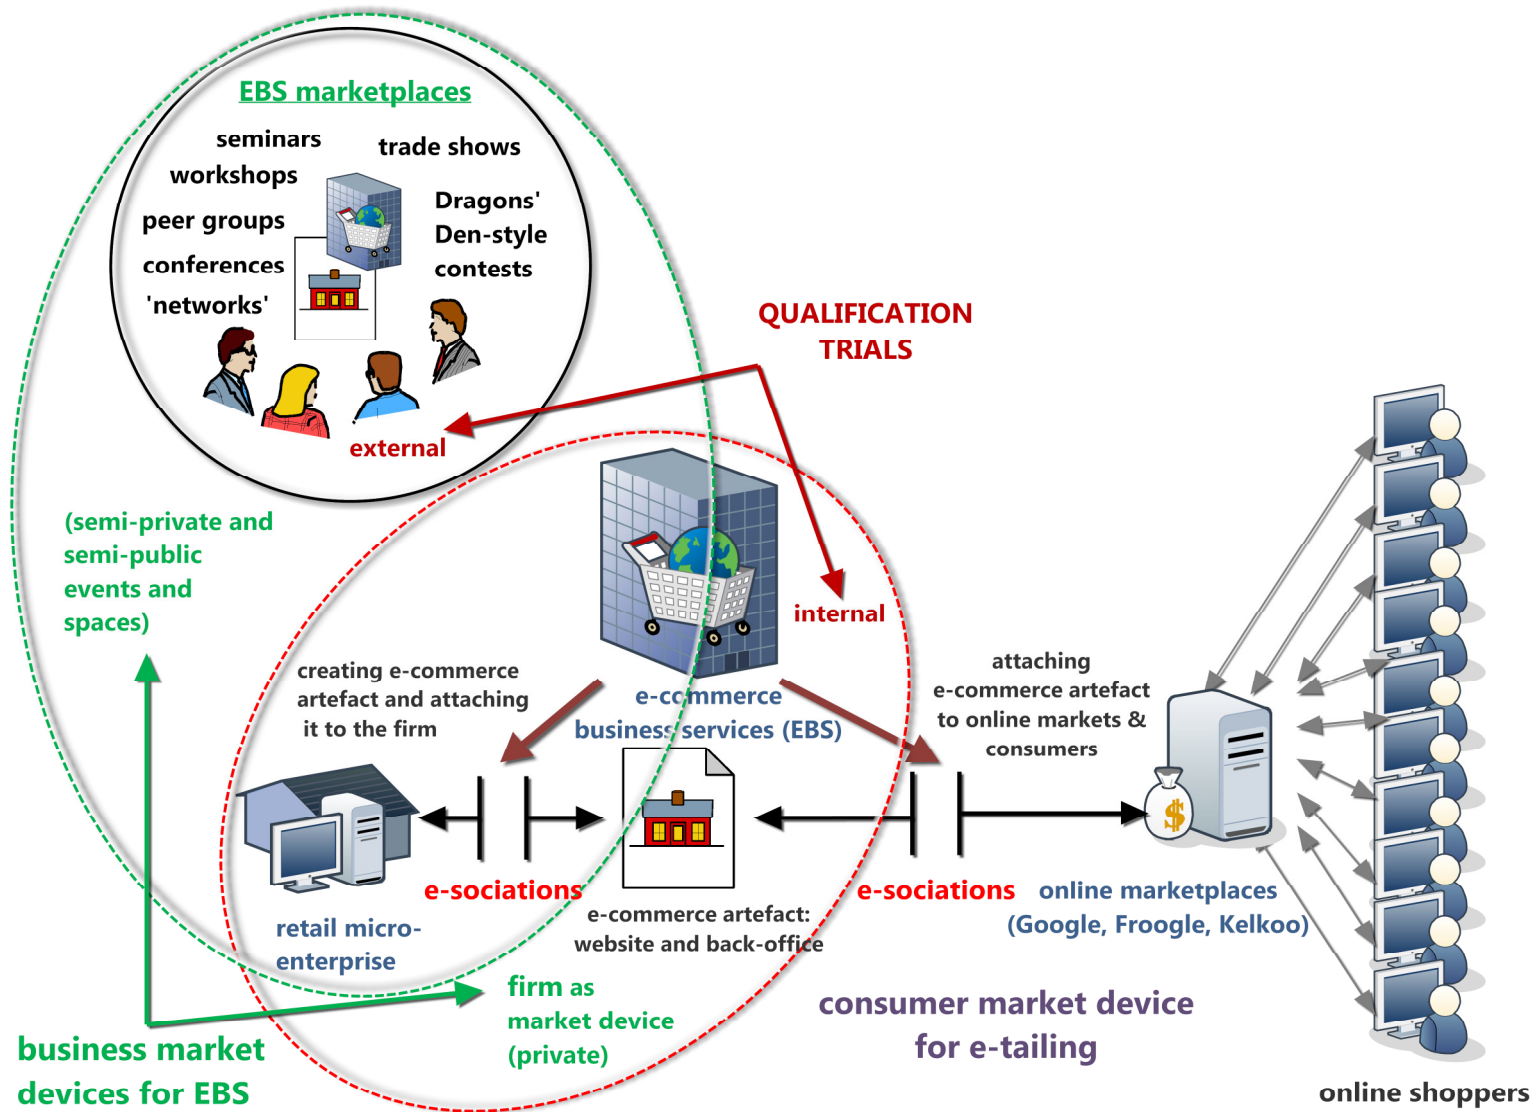 EBS marketplaces
seminars
trade shows
workshops
peer groups
conferences
'networks'
Dragons'
Den-style
contests
QUALIFICATION
TRIALS
external
internal
(semi-private and
semi-public
events and
spaces)
creating e-commerce
artefact and attaching
it to the firm
e-commerce
business services (EBS)
attaching
e-commerce artefact
to online markets &
consumers
$
e-sociations
e-sociations
retail micro-
enterprise
e-commerce artefact:
website and back-office
online marketplaces
(Google, Froogle, Kelkoo)
firm as
market device
(private)
consumer market device
for e-tailing
business market
devices for EBS
online shoppers